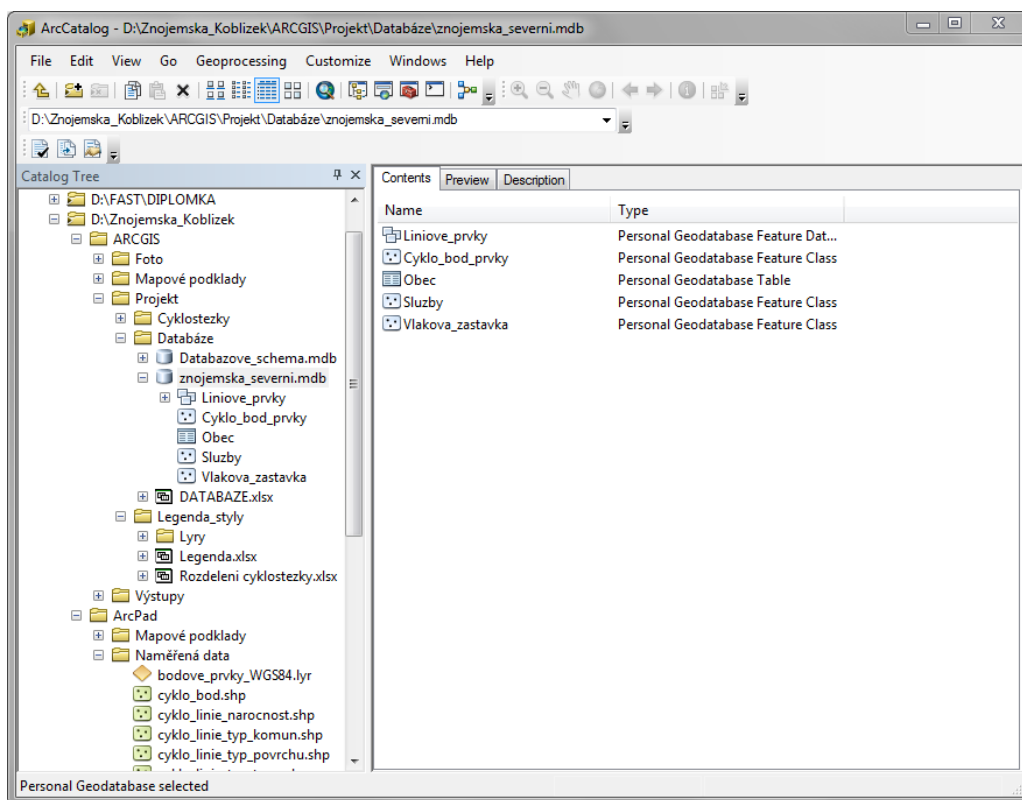 ArcCatalog - D:\Znojemska_Koblizek\ARCGIS\Projekt\Databáze\znojemska_severni.mdb
File Edit View Go Geoprocessing Customize Windows Help
D:\Znojemska_Koblizek\ARCGIS\Projekt\Databáze\znojemska_severni.mdb
Catalog Tree
D:\FAST\DIPLOMKA
D:\Znojemska_Koblizek
ARCGIS
Foto
Mapové podklady
Projekt
Cyklostezky
Databáze
Databazove_schema.mdb
znojemska_severni.mdb
Liniove_prvky
Cyklo_bod_prvky
Obec
Sluzby
Vlakova_zastavka
DATABAZE.xlsx
Legenda_styly
Lyry
Legenda.xlsx
Rozdeleni cyklostezky.xlsx
Výstupy
ArcPad
Mapové podklady
Naměřená data
bodove_prvky_WGS84.lyr
cyklo_bod.shp
cyklo_linie_narocnost.shp
cyklo_linie_typ_komun.shp
cyklo_linie_typ_povrchu.shp
Contents Preview Description
Name Type
Liniove_prvky Personal Geodatabase Feature Dat...
Cyklo_bod_prvky Personal Geodatabase Feature Class
Obec Personal Geodatabase Table
Sluzby Personal Geodatabase Feature Class
Vlakova_zastavka Personal Geodatabase Feature Class
Personal Geodatabase selected